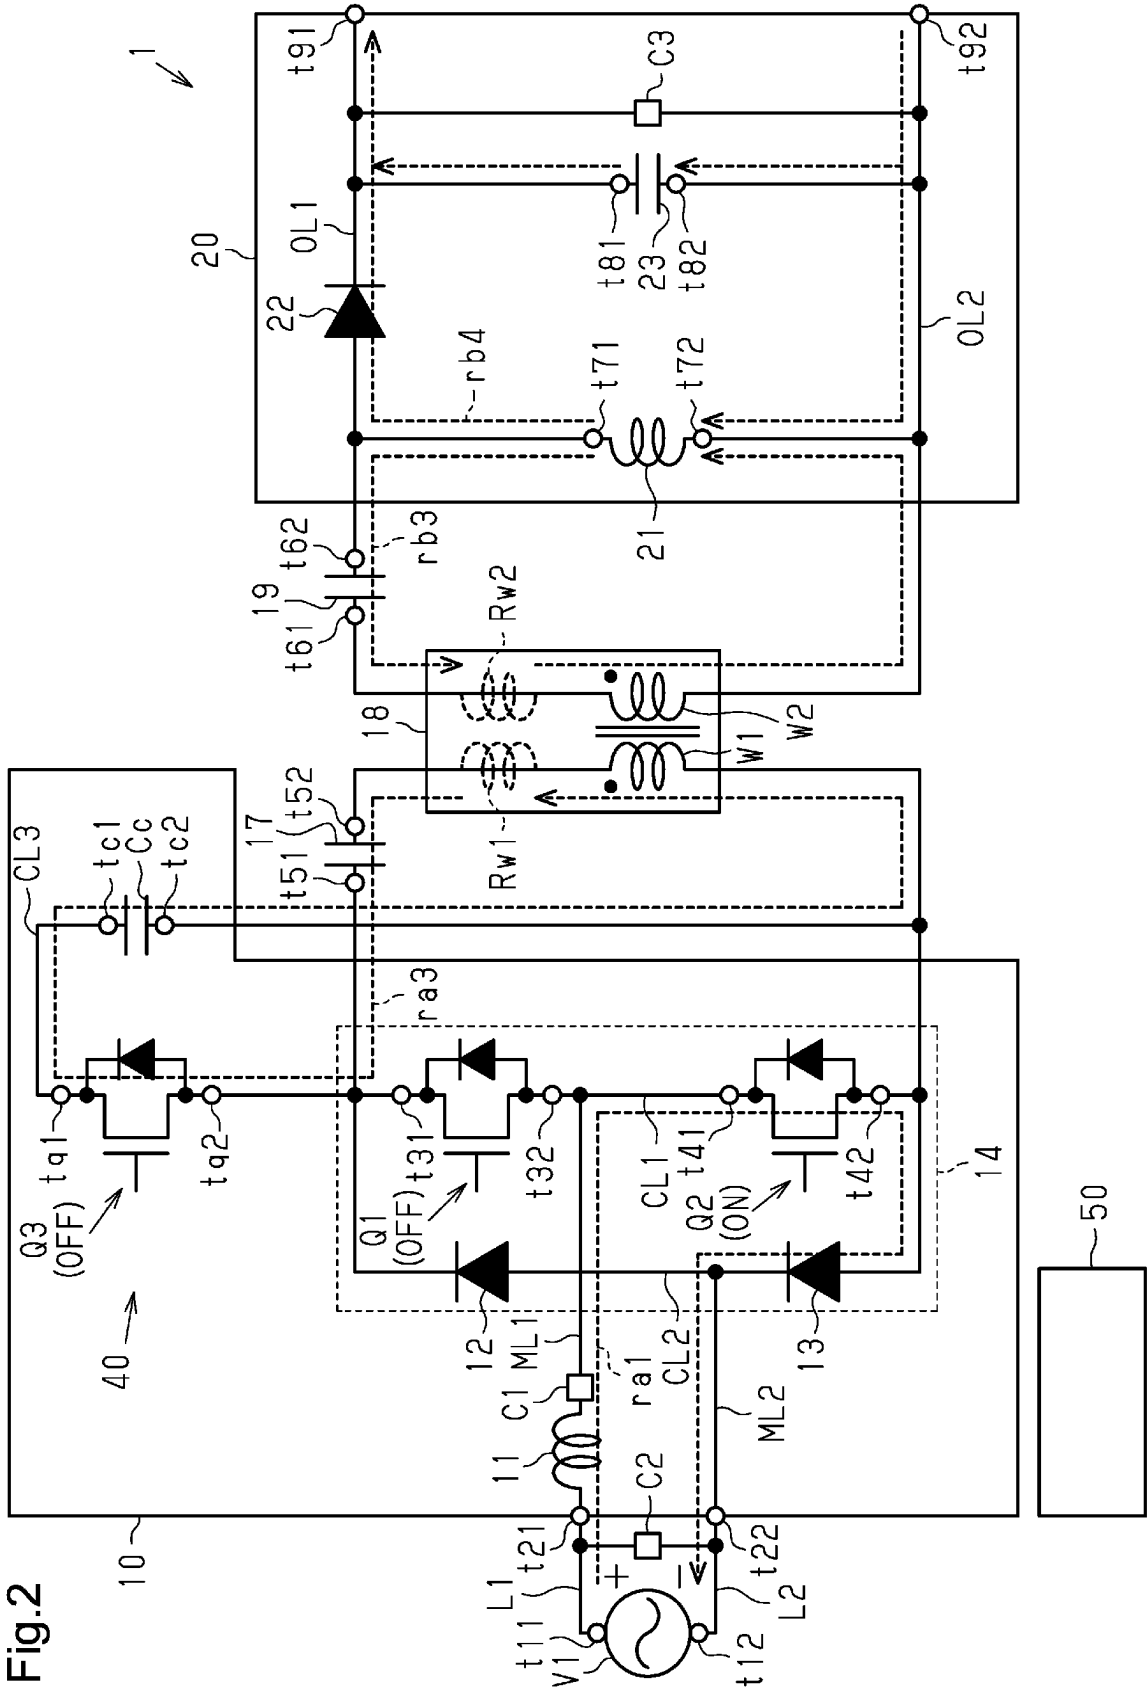 Fig.2
1
10
20
40
50
CL3
tc1
Cc
tc2
tq1
tq2
Q3
(OFF)
ra3
t51
17
t52
18
t61
19
t62
rb3
22
OL1
t91
Rw1
Rw2
W1
W2
21
t71
t72
rb4
t81
23
t82
C3
OL2
t92
Q1
(OFF)
t31
t32
CL1
t41
Q2
(ON)
t42
14
12
13
CL2
ML1
ra1
ML2
C1
11
C2
t21
t22
L1
L2
t11
V1
t12
+
−